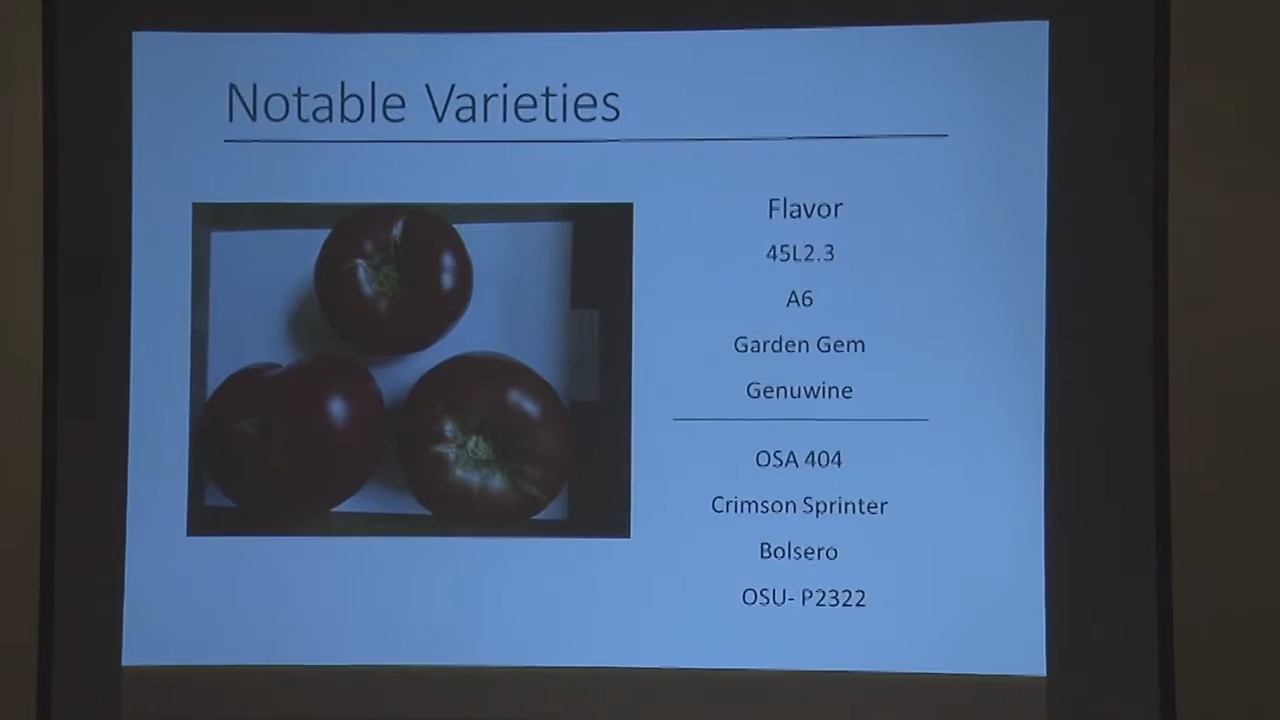 Notable Varieties
Flavor
45L2.3
A6
Garden Gem
Genuwine
OSA 404
Crimson Sprinter
Bolsero
OSU- P2322